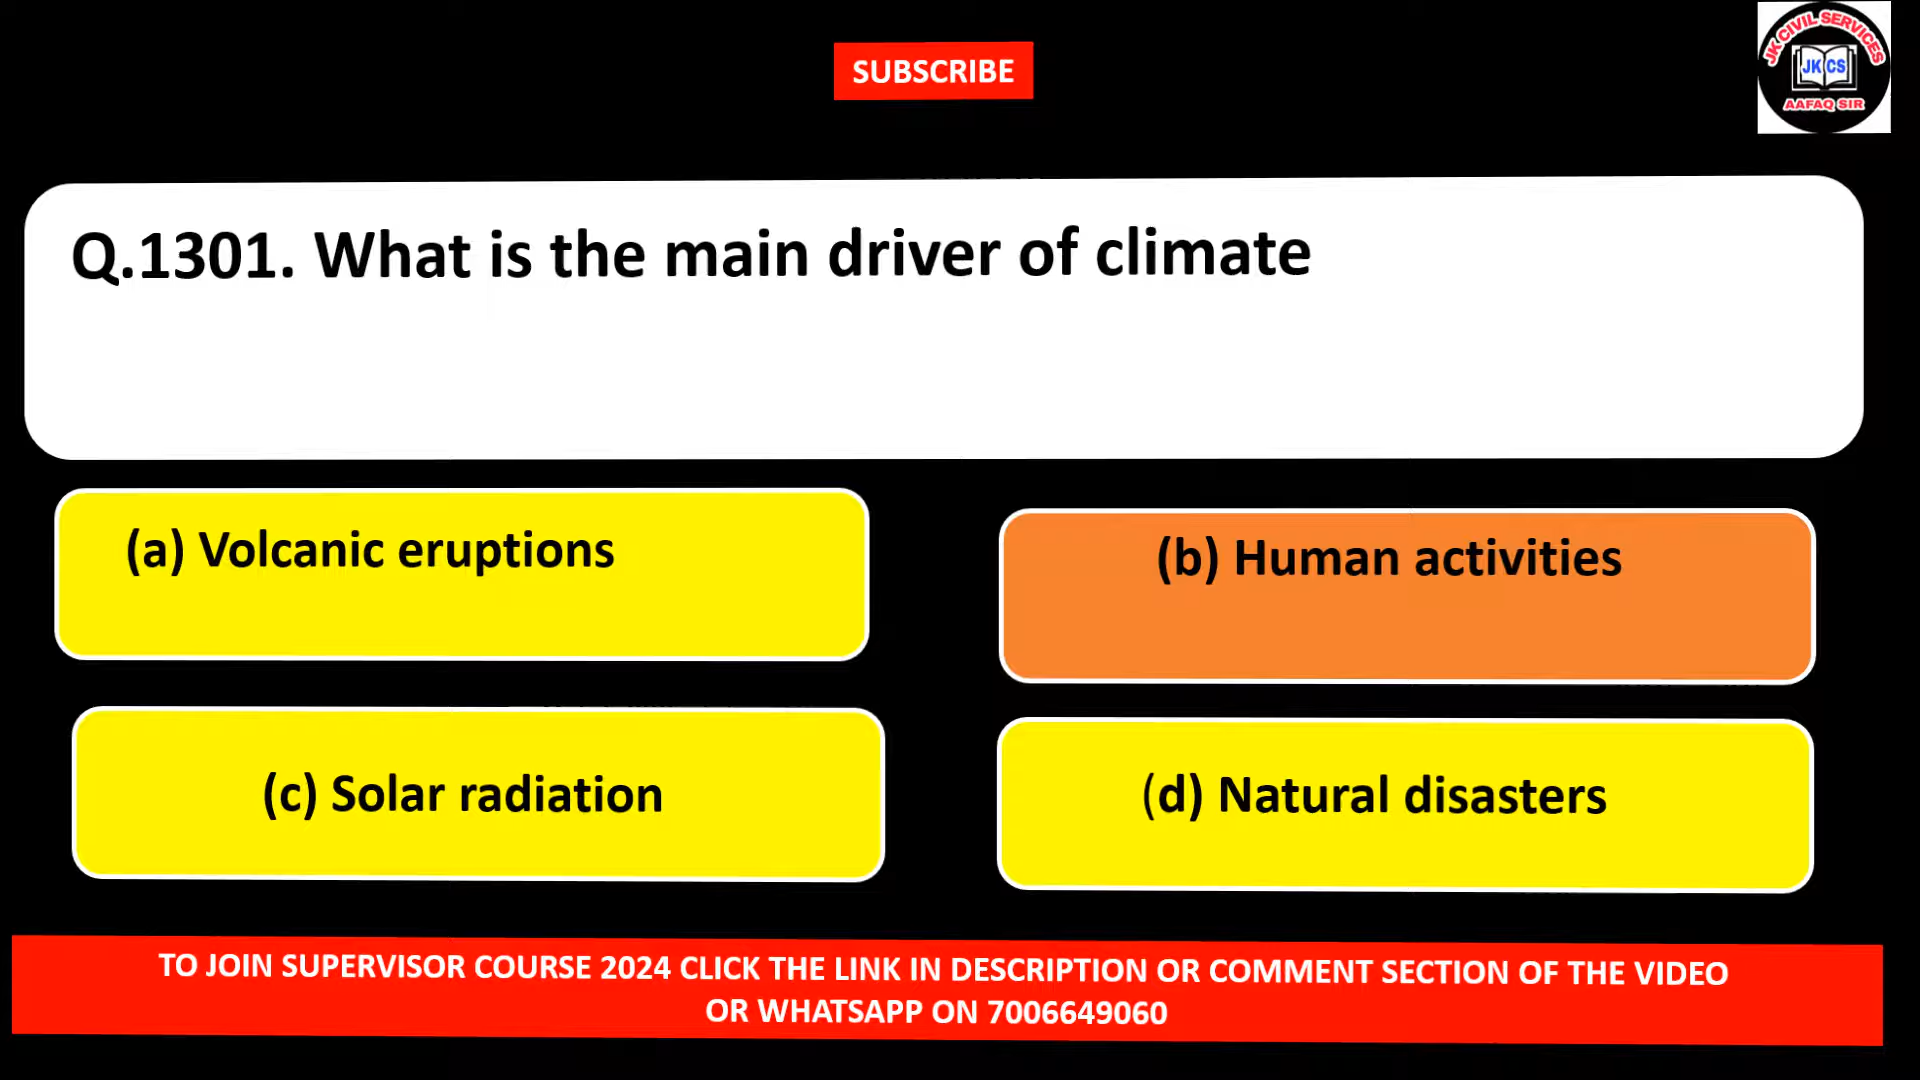 SUBSCRIBE
JK CIVIL SERVICES
JK CS
AAFAQ SIR
Q.1301. What is the main driver of climate
(a) Volcanic eruptions
(b) Human activities
(c) Solar radiation
(d) Natural disasters
TO JOIN SUPERVISOR COURSE 2024 CLICK THE LINK IN DESCRIPTION OR COMMENT SECTION OF THE VIDEO
OR WHATSAPP ON 7006649060